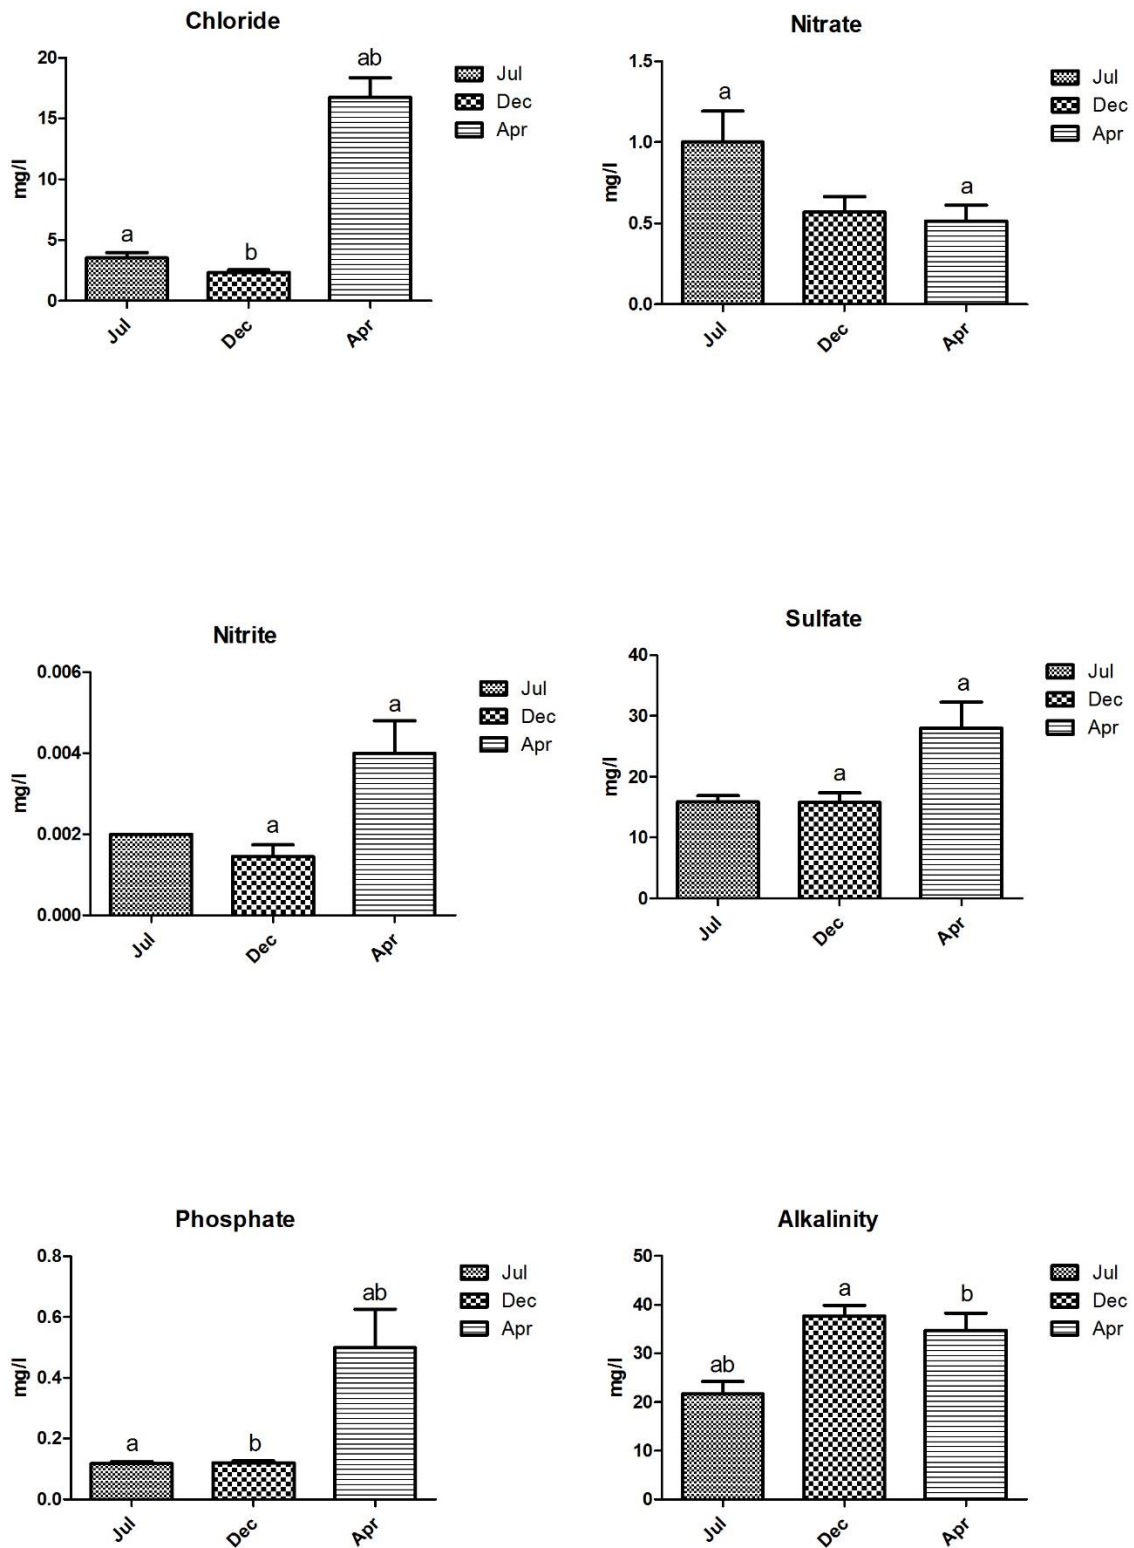 Chloride
20
15
10
5
0
mg/l
a
b
ab
Jul
Dec
Apr
Jul
Dec
Apr
Nitrate
1.5
1.0
0.5
0.0
mg/l
a
a
Jul
Dec
Apr
Jul
Dec
Apr
Nitrite
0.006
0.004
0.002
0.000
mg/l
a
a
Jul
Dec
Apr
Jul
Dec
Apr
Sulfate
40
30
20
10
0
mg/l
a
a
Jul
Dec
Apr
Jul
Dec
Apr
Phosphate
0.8
0.6
0.4
0.2
0.0
mg/l
a
b
ab
Jul
Dec
Apr
Jul
Dec
Apr
Alkalinity
50
40
30
20
10
0
mg/l
ab
a
b
Jul
Dec
Apr
Jul
Dec
Apr